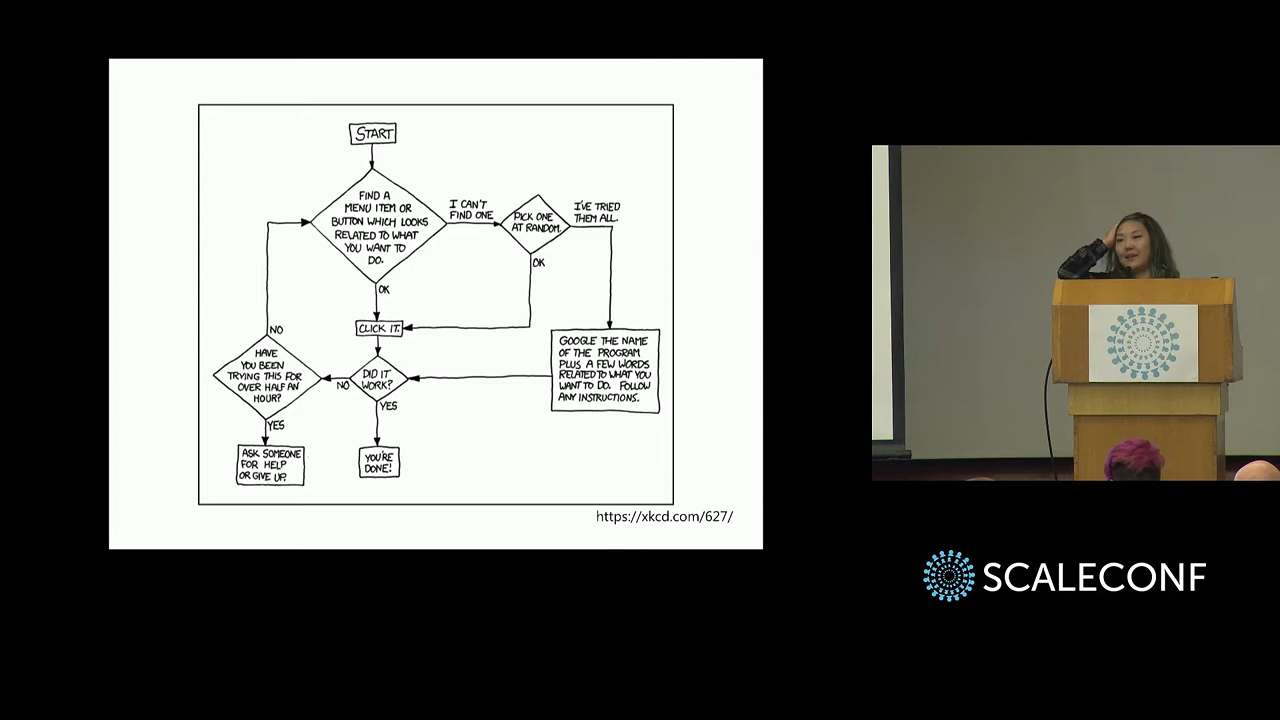 START
FIND A
MENU ITEM OR
BUTTON WHICH LOOKS
RELATED TO WHAT
YOU WANT TO
DO.
I CAN'T
FIND ONE
PICK ONE
AT RANDOM.
I'VE TRIED
THEM ALL.
OK
OK
CLICK IT.
NO
HAVE
YOU BEEN
TRYING THIS FOR
OVER HALF AN
HOUR?
NO
DID IT
WORK?
GOOGLE THE NAME
OF THE PROGRAM
PLUS A FEW WORDS
RELATED TO WHAT YOU
WANT TO DO. FOLLOW
ANY INSTRUCTIONS.
YES
YES
ASK SOMEONE
FOR HELP
OR GIVE UP.
YOU'RE
DONE!
https://xkcd.com/627/
SCALECONF